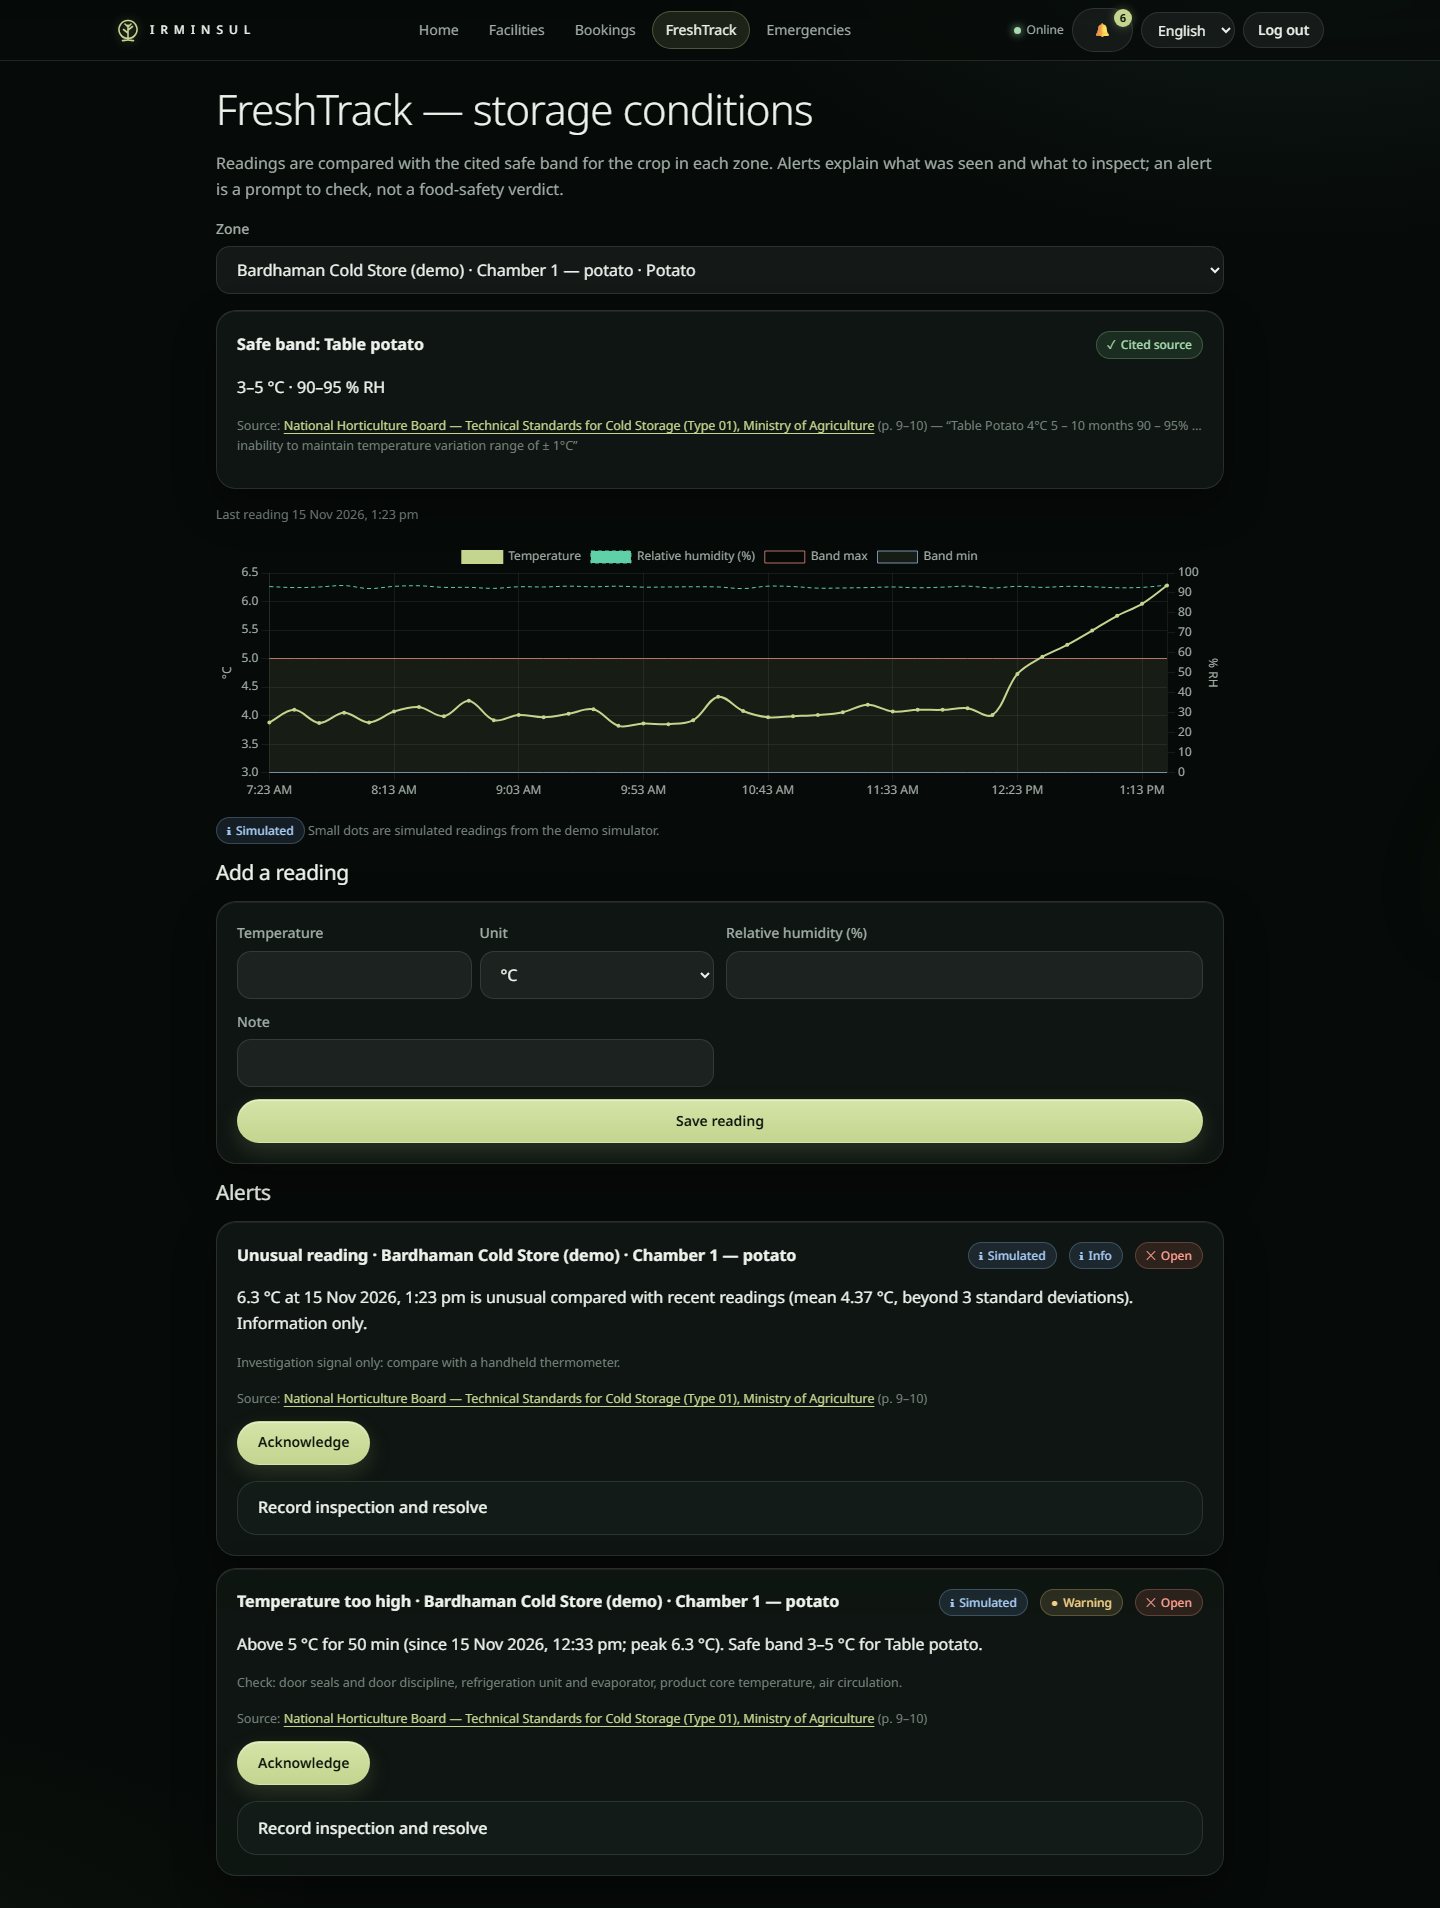 IRMINSUL
Home
Facilities
Bookings
FreshTrack
Emergencies
Online
6
English
Log out
FreshTrack — storage conditions
Readings are compared with the cited safe band for the crop in each zone. Alerts explain what was seen and what to inspect; an alert
is a prompt to check, not a food-safety verdict.
Zone
Bardhaman Cold Store (demo) · Chamber 1 — potato · Potato
Safe band: Table potato
✓ Cited source
3–5 °C · 90–95 % RH
Source: National Horticulture Board — Technical Standards for Cold Storage (Type 01), Ministry of Agriculture (p. 9–10) — “Table Potato 4°C 5 – 10 months 90 – 95% ...
inability to maintain temperature variation range of ± 1°C”
Last reading 15 Nov 2026, 1:23 pm
Temperature
Relative humidity (%)
Band max
Band min
6.5
6.0
5.5
5.0
4.5
4.0
3.5
3.0
°C
100
90
80
70
60
50
40
30
20
10
0
% RH
7:23 AM
8:13 AM
9:03 AM
9:53 AM
10:43 AM
11:33 AM
12:23 PM
1:13 PM
i Simulated
Small dots are simulated readings from the demo simulator.
Add a reading
Temperature
Unit
Relative humidity (%)
°C
Note
Save reading
Alerts
Unusual reading · Bardhaman Cold Store (demo) · Chamber 1 — potato
i Simulated
i Info
× Open
6.3 °C at 15 Nov 2026, 1:23 pm is unusual compared with recent readings (mean 4.37 °C, beyond 3 standard deviations).
Information only.
Investigation signal only: compare with a handheld thermometer.
Source: National Horticulture Board — Technical Standards for Cold Storage (Type 01), Ministry of Agriculture (p. 9–10)
Acknowledge
Record inspection and resolve
Temperature too high · Bardhaman Cold Store (demo) · Chamber 1 — potato
i Simulated
● Warning
× Open
Above 5 °C for 50 min (since 15 Nov 2026, 12:33 pm; peak 6.3 °C). Safe band 3–5 °C for Table potato.
Check: door seals and door discipline, refrigeration unit and evaporator, product core temperature, air circulation.
Source: National Horticulture Board — Technical Standards for Cold Storage (Type 01), Ministry of Agriculture (p. 9–10)
Acknowledge
Record inspection and resolve